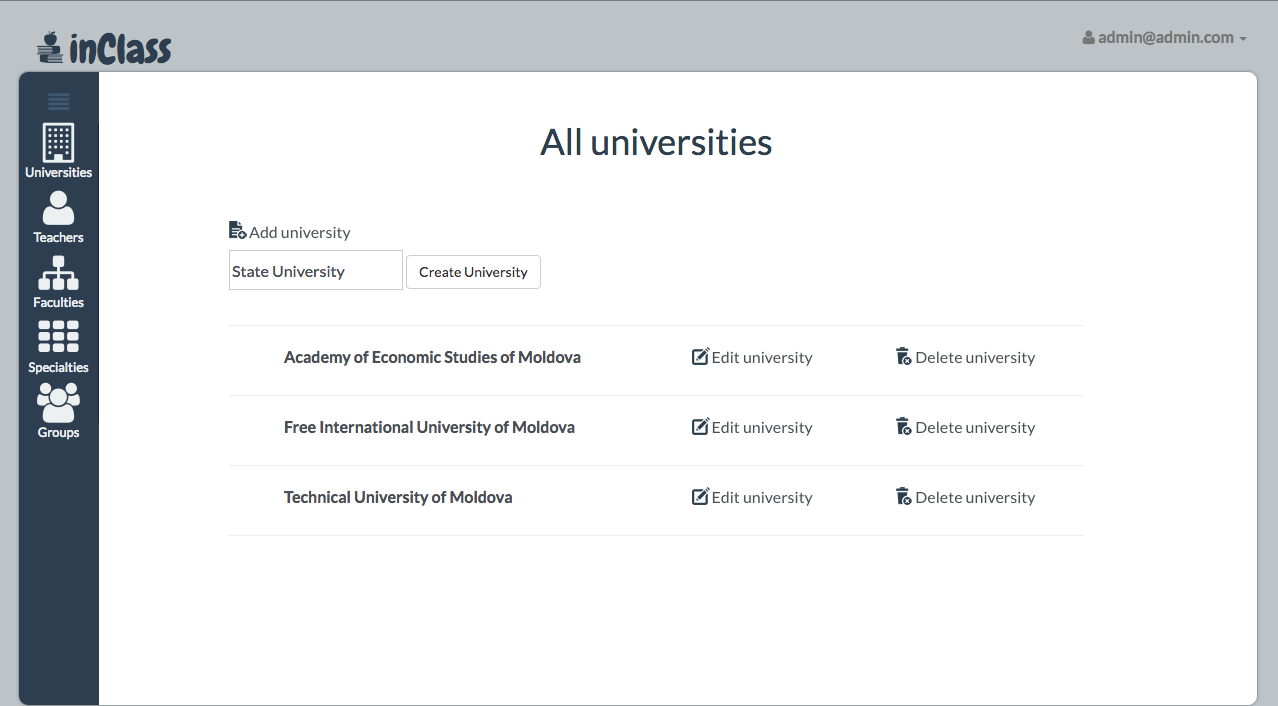 inClass
admin@admin.com
Universities
Teachers
Faculties
Specialties
Groups
All universities
Add university
State University Create University
Academy of Economic Studies of Moldova Edit university Delete university
Free International University of Moldova Edit university Delete university
Technical University of Moldova Edit university Delete university